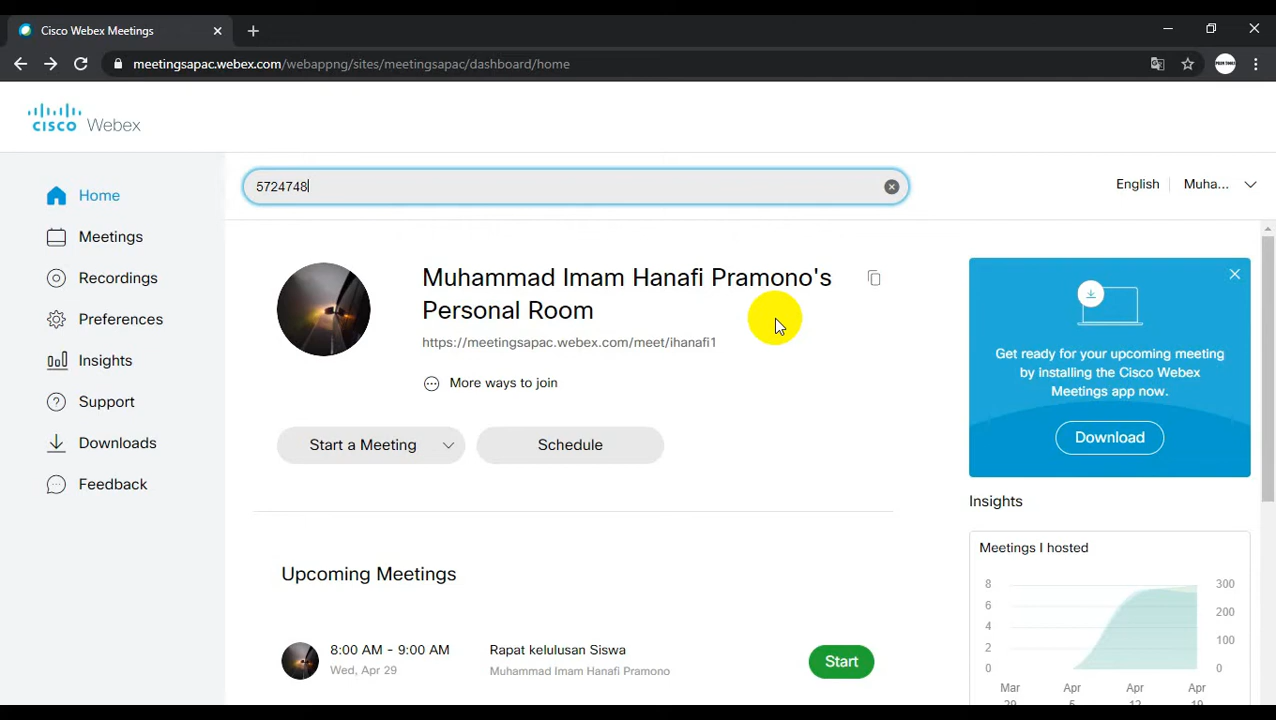 Cisco Webex Meetings
meetingsapac.webex.com/webappng/sites/meetingsapac/dashboard/home
CISCO Webex
5724748
English
Muha...
Home
Meetings
Recordings
Preferences
Insights
Support
Downloads
Feedback
Muhammad Imam Hanafi Pramono's
Personal Room
https://meetingsapac.webex.com/meet/ihanafi1
More ways to join
Start a Meeting
Schedule
Get ready for your upcoming meeting
by installing the Cisco Webex
Meetings app now.
Download
Upcoming Meetings
8:00 AM - 9:00 AM
Wed, Apr 29
Rapat kelulusan Siswa
Muhammad Imam Hanafi Pramono
Start
Insights
Meetings I hosted
8 300
6 200
4
2 100
0 0
Mar Apr Apr Apr